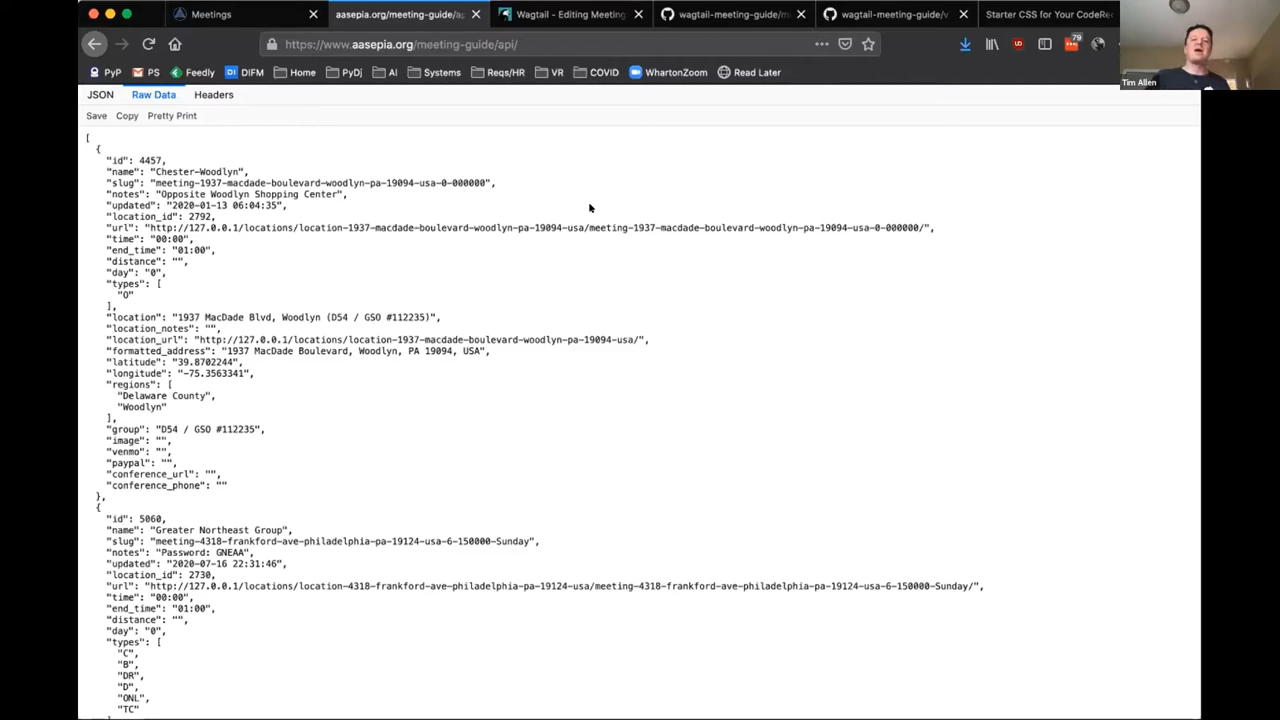 Meetings
aasepia.org/meeting-guide/ap
Wagtail - Editing Meeting
wagtail-meeting-guide/m
wagtail-meeting-guide/v
Starter CSS for Your CodeRe
https://www.aasepia.org/meeting-guide/api/
79
PyP
PS
Feedly
DI DIFM
Home
PyDj
AI
Systems
Reqs/HR
VR
COVID
WhartonZoom
Read Later
Tim Allen
JSON
Raw Data
Headers
Save
Copy
Pretty Print
[
{
"id": 4457,
"name": "Chester-Woodlyn",
"slug": "meeting-1937-macdade-boulevard-woodlyn-pa-19094-usa-0-000000",
"notes": "Opposite Woodlyn Shopping Center",
"updated": "2020-01-13 06:04:35",
"location_id": 2792,
"url": "http://127.0.0.1/locations/location-1937-macdade-boulevard-woodlyn-pa-19094-usa/meeting-1937-macdade-boulevard-woodlyn-pa-19094-usa-0-000000/",
"time": "00:00",
"end_time": "01:00",
"distance": "",
"day": "0",
"types": [
"O"
],
"location": "1937 MacDade Blvd, Woodlyn (D54 / GSO #112235)",
"location_notes": "",
"location_url": "http://127.0.0.1/locations/location-1937-macdade-boulevard-woodlyn-pa-19094-usa/",
"formatted_address": "1937 MacDade Boulevard, Woodlyn, PA 19094, USA",
"latitude": "39.8702244",
"longitude": "-75.3563341",
"regions": [
"Delaware County",
"Woodlyn"
],
"group": "D54 / GSO #112235",
"image": "",
"venmo": "",
"paypal": "",
"conference_url": "",
"conference_phone": ""
},
{
"id": 5060,
"name": "Greater Northeast Group",
"slug": "meeting-4318-frankford-ave-philadelphia-pa-19124-usa-6-150000-Sunday",
"notes": "Password: GNEAA",
"updated": "2020-07-16 22:31:46",
"location_id": 2730,
"url": "http://127.0.0.1/locations/location-4318-frankford-ave-philadelphia-pa-19124-usa/meeting-4318-frankford-ave-philadelphia-pa-19124-usa-6-150000-Sunday/",
"time": "00:00",
"end_time": "01:00",
"distance": "",
"day": "0",
"types": [
"C",
"B",
"DR",
"D",
"ONL",
"TC"